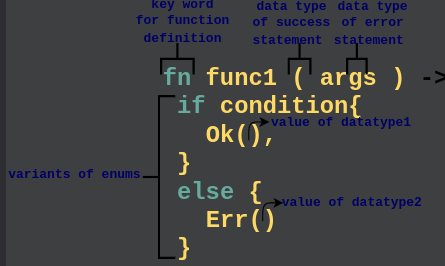 key word
for function
definition
data type
of success
statement
data type
of error
statement
fn func1 ( args ) ->
if condition{
Ok(),
value of datatype1
}
variants of enums
else {
value of datatype2
Err()
}